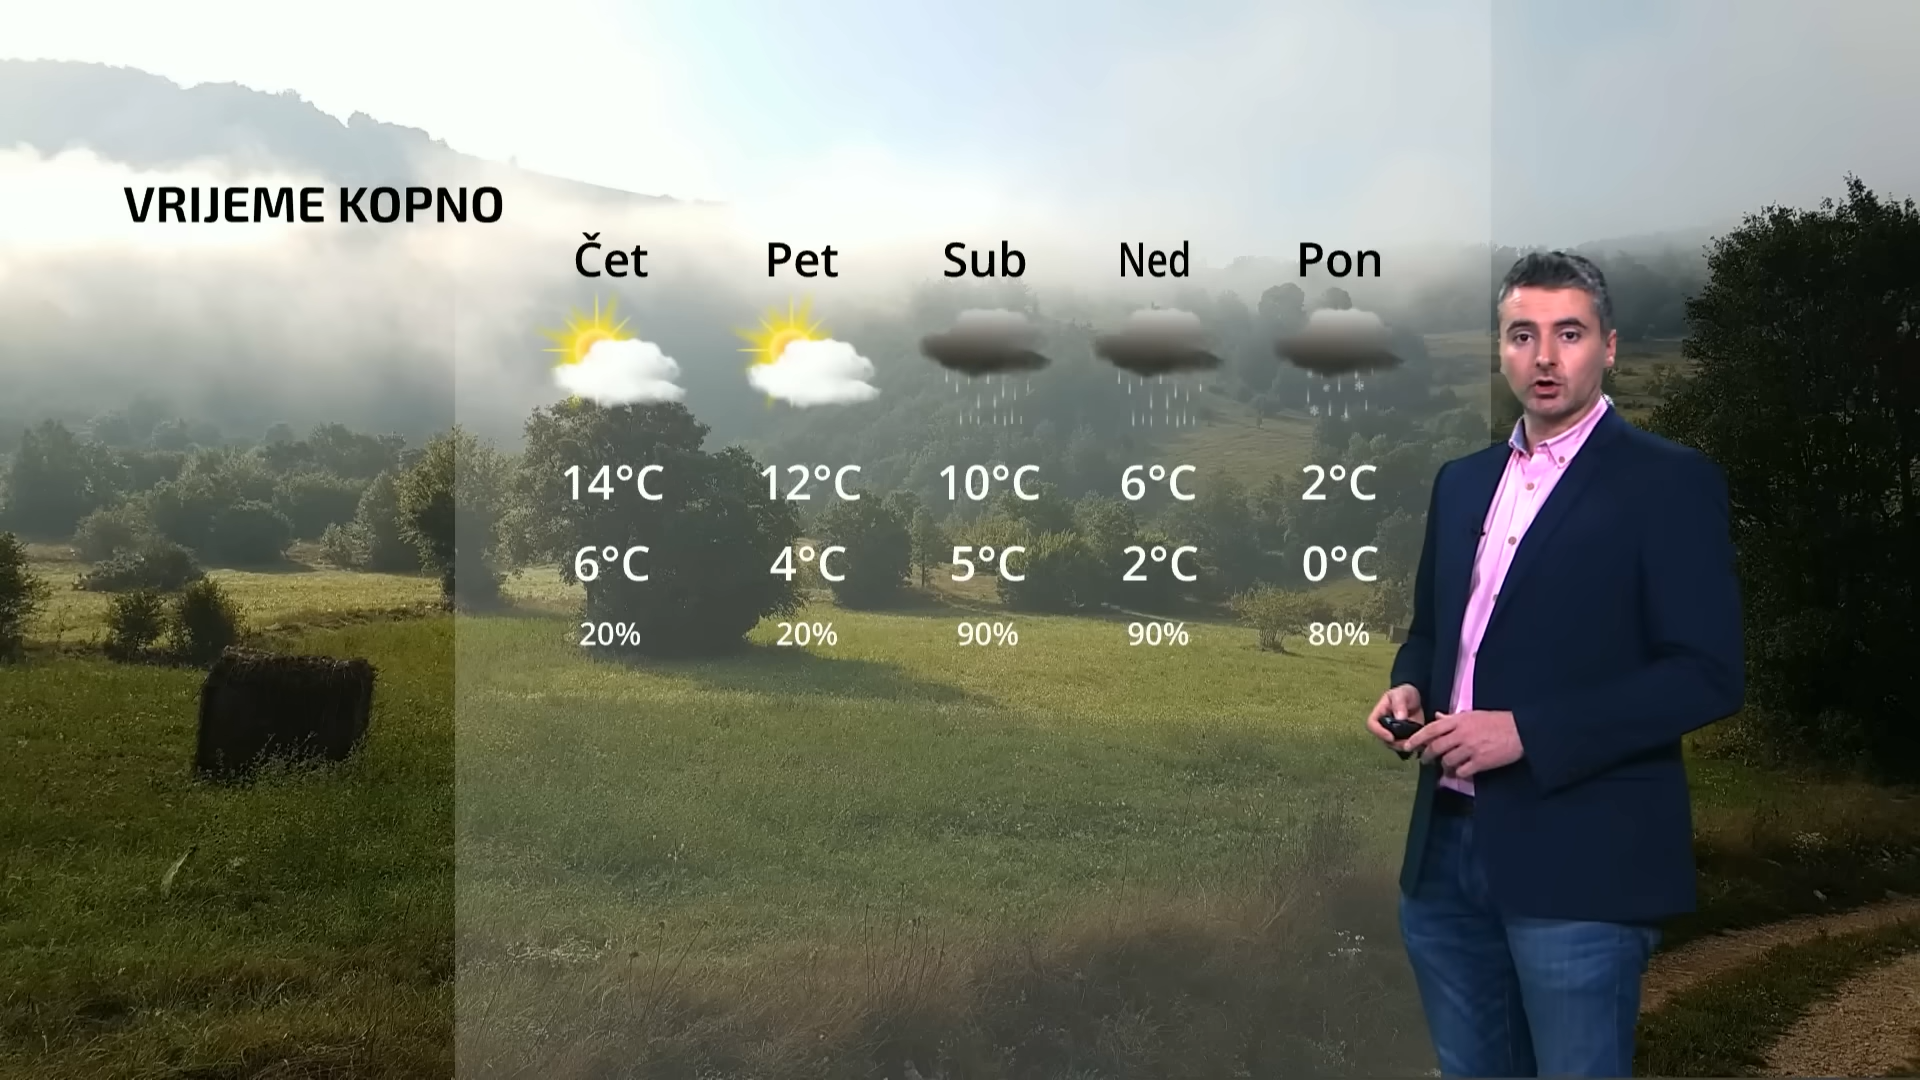 VRIJEME KOPNO
Čet Pet Sub Ned Pon
14°C 12°C 10°C 6°C 2°C
6°C 4°C 5°C 2°C 0°C
20% 20% 90% 90% 80%